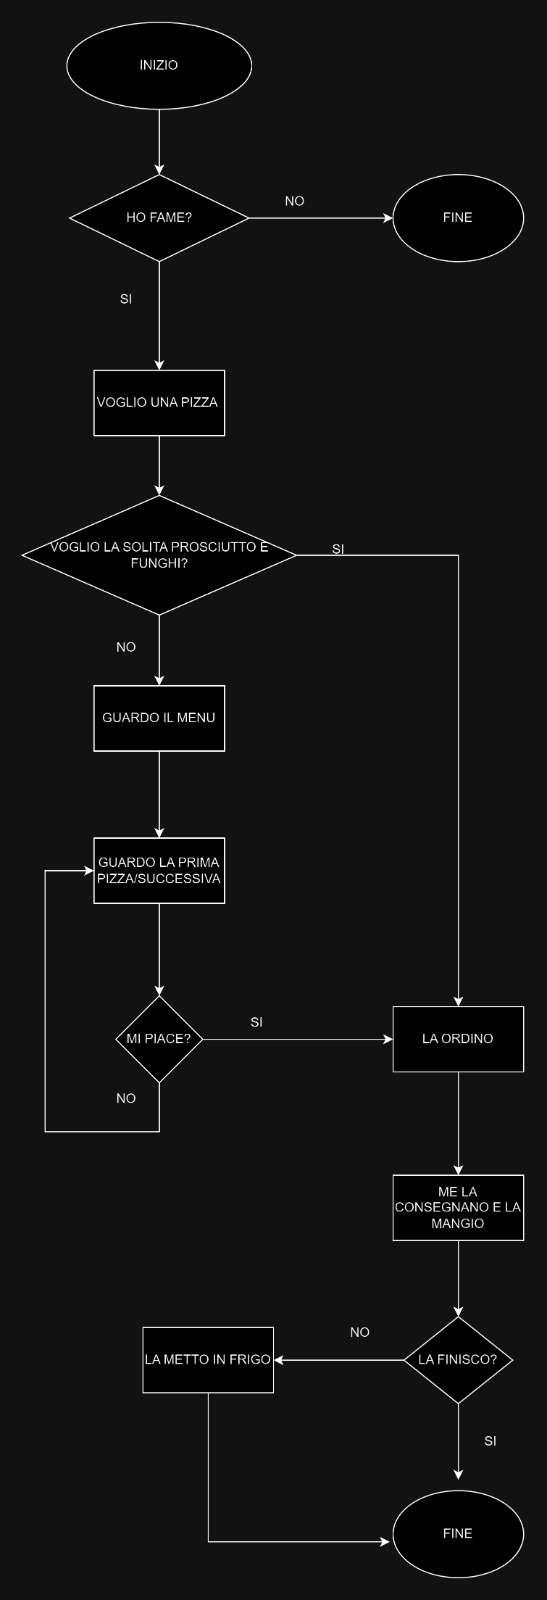 INIZIO
HO FAME?
NO
FINE
SI
VOGLIO UNA PIZZA
VOGLIO LA SOLITA PROSCIUTTO E
FUNGHI?
SI
NO
GUARDO IL MENU
GUARDO LA PRIMA
PIZZA/SUCCESSIVA
MI PIACE?
SI
LA ORDINO
NO
ME LA
CONSEGNANO E LA
MANGIO
LA FINISCO?
NO
LA METTO IN FRIGO
SI
FINE